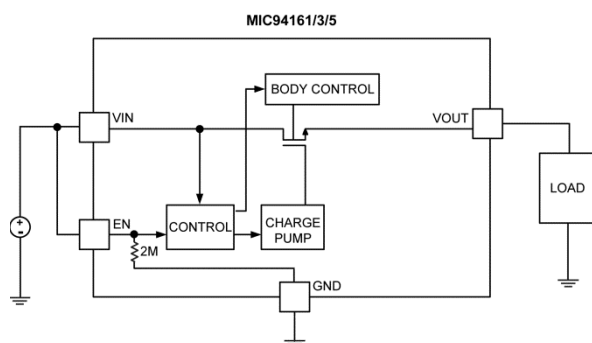 MIC94161/3/5
BODY CONTROL
VIN
VOUT
LOAD
EN
CONTROL
CHARGE
PUMP
2M
GND
+
-